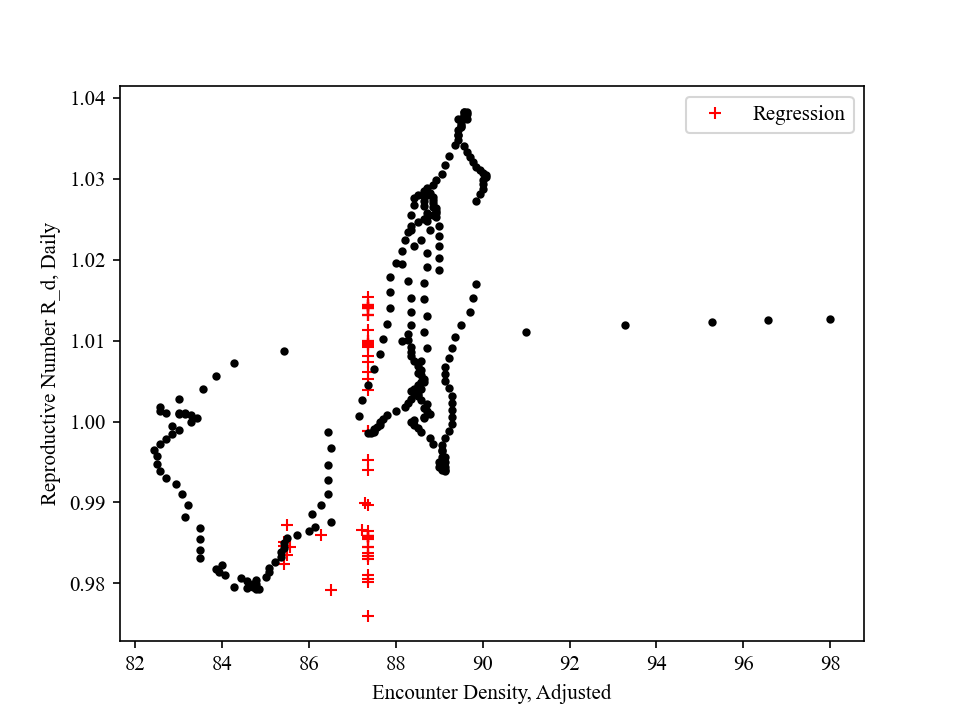 Regression
1.04
1.03
1.02
1.01
1.00
0.99
0.98
Reproductive Number R_d, Daily
82 84 86 88 90 92 94 96 98
Encounter Density, Adjusted